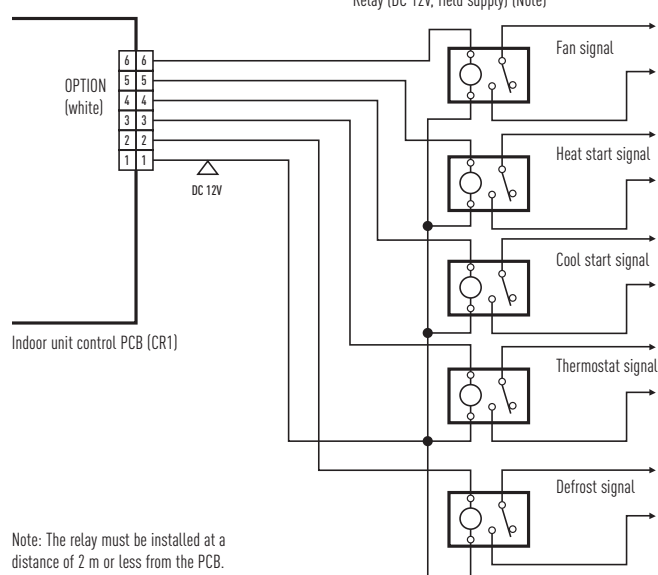 Relay (DC 12V, field supply) (Note)
Fan signal
6 6
5 5
4 4
3 3
2 2
1 1
OPTION
(white)
DC 12V
Heat start signal
Cool start signal
Indoor unit control PCB (CR1)
Thermostat signal
Defrost signal
Note: The relay must be installed at a
distance of 2 m or less from the PCB.